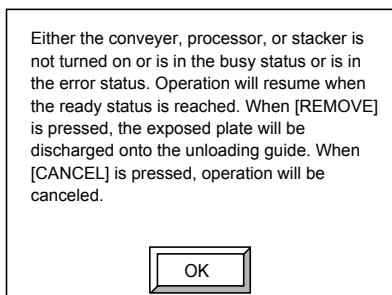 Either the conveyer, processor, or stacker is
not turned on or is in the busy status or is in
the error status. Operation will resume when
the ready status is reached. When [REMOVE]
is pressed, the exposed plate will be
discharged onto the unloading guide. When
[CANCEL] is pressed, operation will be
canceled.
OK